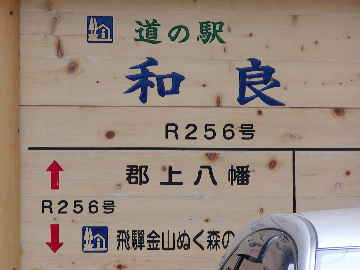 道の駅
和良
R256号
郡上八幡
R256号
飛騨金山ぬく森の